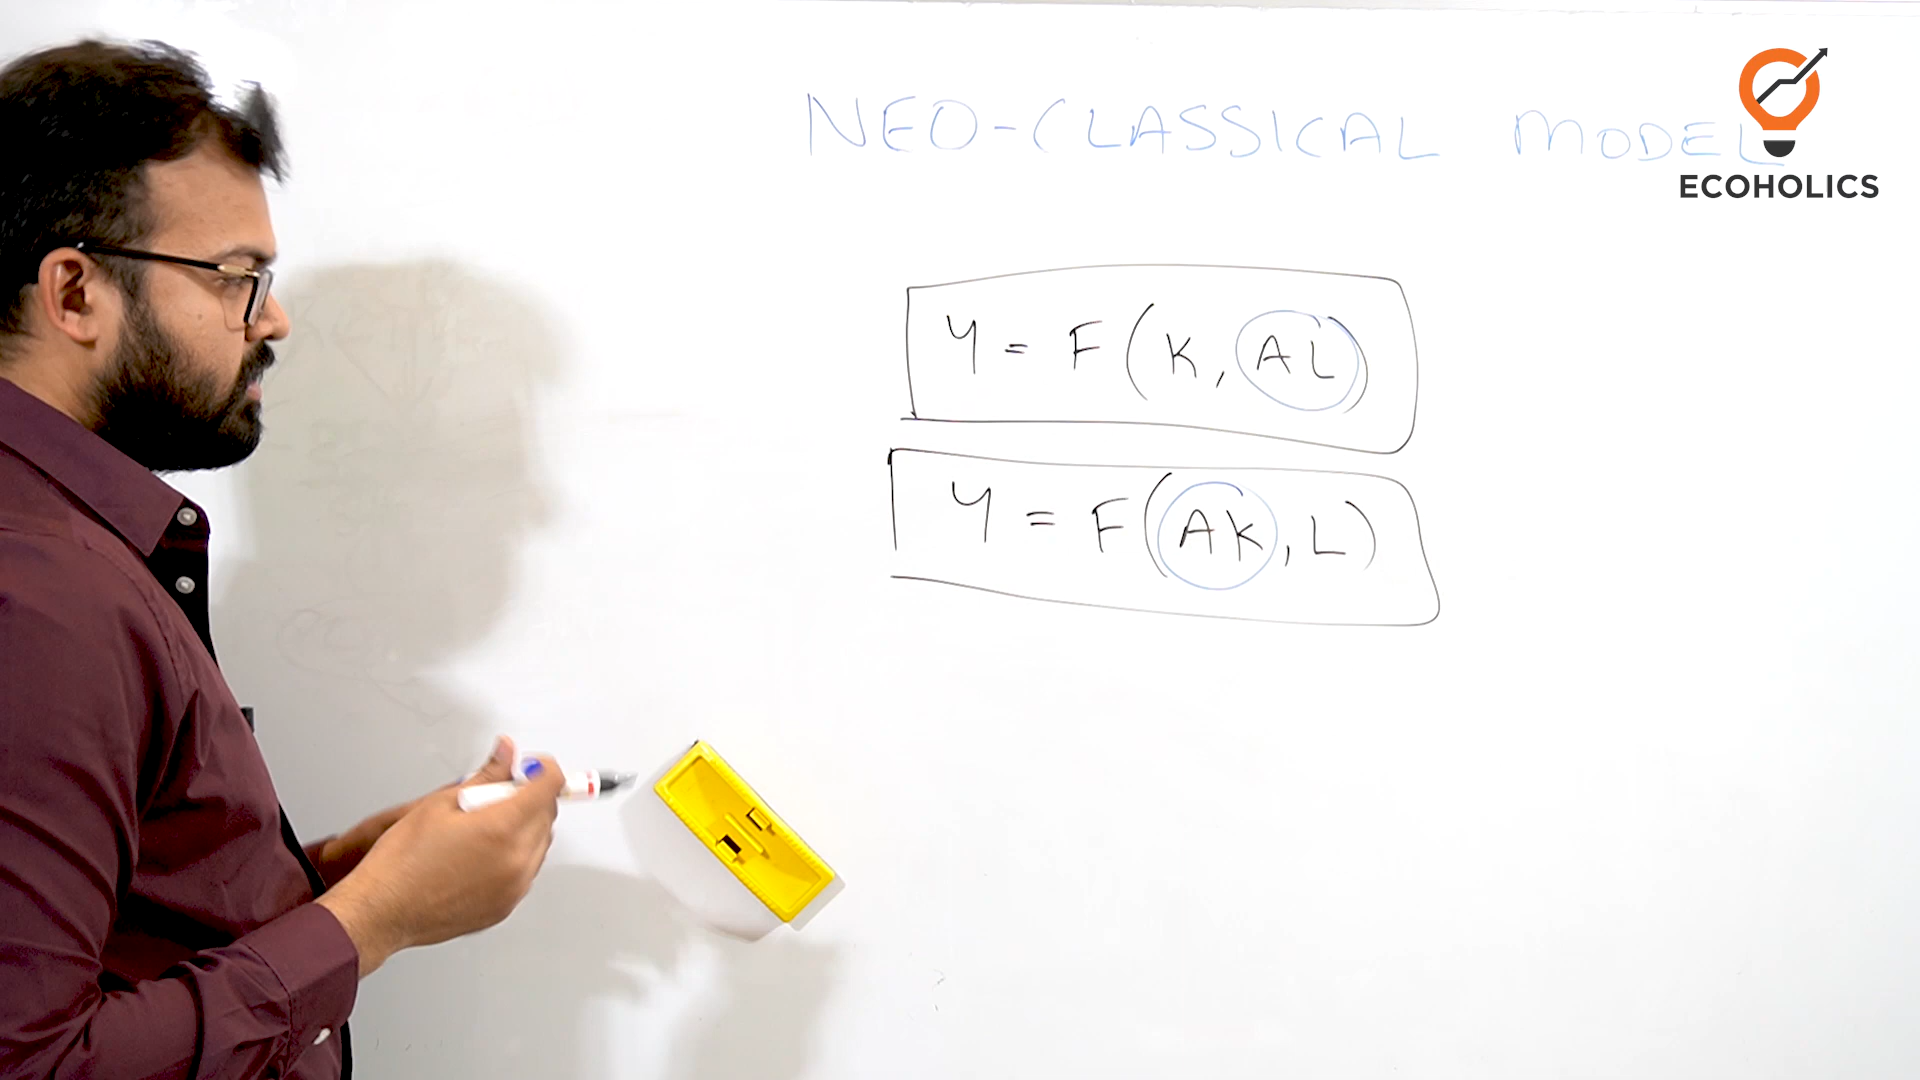 NEO-CLASSICAL MODEL
ECOHOLICS
Y = F(K, AL)
Y = F(AK, L)